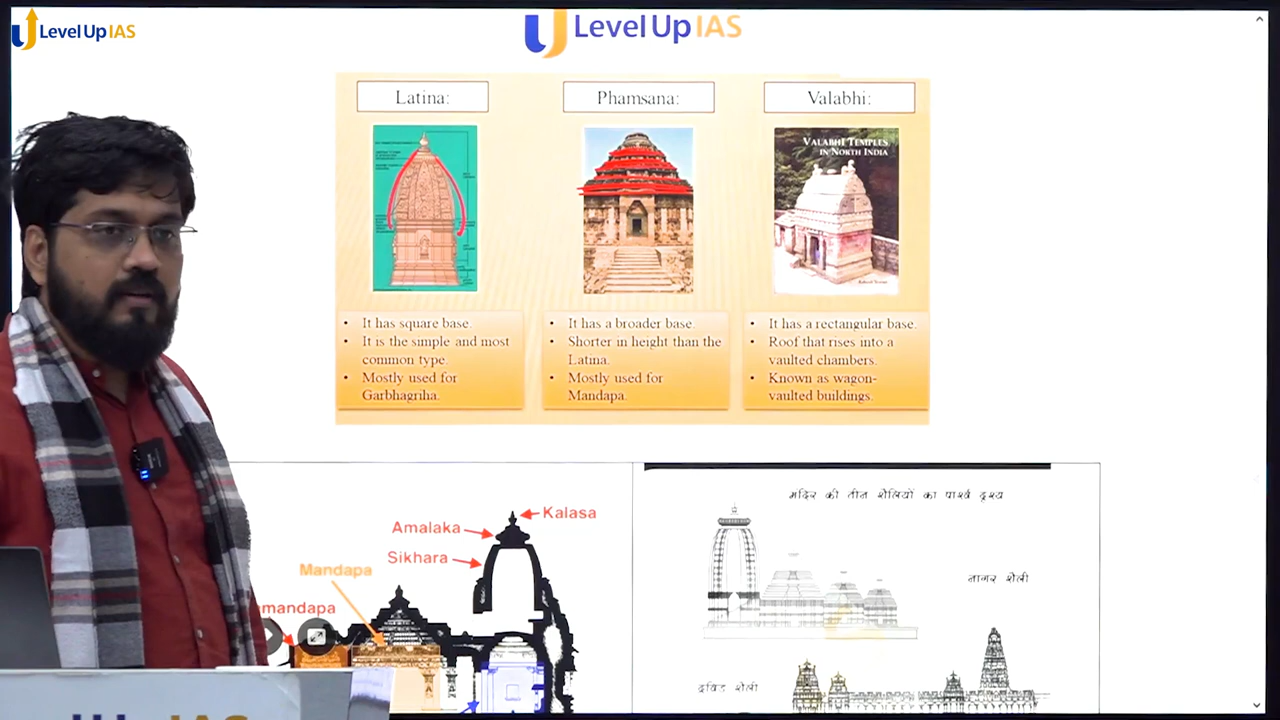 Level Up IAS
Level Up IAS
Latina:
Phamsana:
Valabhi:
VALABHI TEMPLES
IN NORTH INDIA
• It has square base.
• It is the simple and most
common type.
• Mostly used for
Garbhagriha.
• It has a broader base.
• Shorter in height than the
Latina.
• Mostly used for
Mandapa.
• It has a rectangular base.
• Roof that rises into a
vaulted chambers.
• Known as wagon-
vaulted buildings.
Kalasa
Amalaka
Sikhara
Mandapa
mandapa
मंदिर की तीन शैलियों का पार्श्व दृश्य
नागर शैली
द्रविड शैली